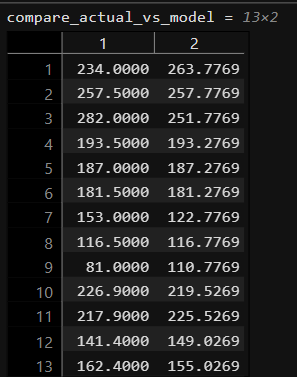 compare_actual_vs_model = 13×2
1 2
1 234.0000 263.7769
2 257.5000 257.7769
3 282.0000 251.7769
4 193.5000 193.2769
5 187.0000 187.2769
6 181.5000 181.2769
7 153.0000 122.7769
8 116.5000 116.7769
9 81.0000 110.7769
10 226.9000 219.5269
11 217.9000 225.5269
12 141.4000 149.0269
13 162.4000 155.0269